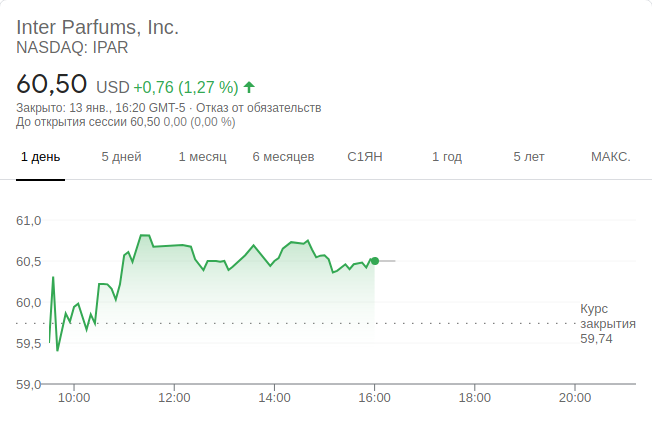 Inter Parfums, Inc.
NASDAQ: IPAR
60,50 USD +0,76 (1,27 %)
Закрыто: 13 янв., 16:20 GMT-5 · Отказ от обязательств
До открытия сессии 60,50 0,00 (0,00 %)
1 день 5 дней 1 месяц 6 месяцев С1ЯН 1 год 5 лет МАКС.
61,0
60,5
60,0
Курс
закрытия
59,74
59,5
59,0
10:00 12:00 14:00 16:00 18:00 20:00